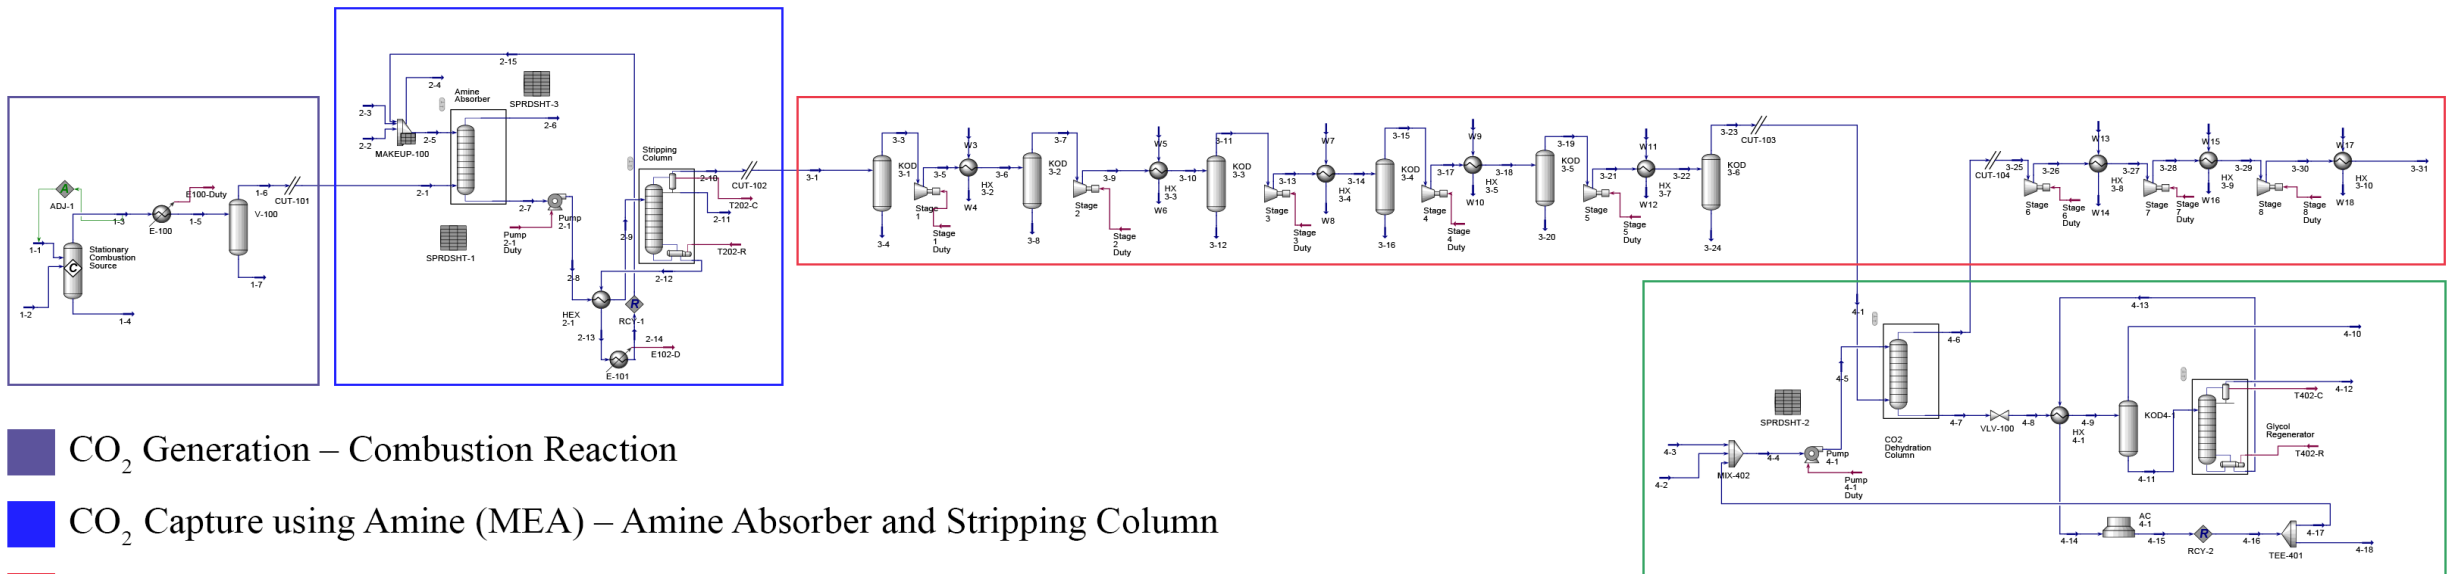 2-15
2-4
Amine
Absorber
SPRDSHT-3
2-3
2-6
2-5
2-2
MAKEUP-100
Stripping
Column
E100-Duty
1-6
CUT-101
2-1
2-10
CUT-102
A
ADJ-1
1-3
E-100
1-5
V-100
1-1
Stationary
Combustion
Source
C
1-2
1-4
1-7
SPRDSHT-1
2-7
Pump
2-1
Pump
2-1
Duty
2-9
T202-C
2-11
T202-R
2-12
2-8
HEX
2-1
R
RCY-1
2-13
2-14
E102-D
E-101
3-1
3-3
KOD
3-1
3-4
Stage
1
Stage
1
Duty
3-5
W3
HX
3-2
W4
3-6
3-7
KOD
3-2
3-8
Stage
2
Stage
2
Duty
3-9
W5
HX
3-3
W6
3-10
3-11
KOD
3-3
3-12
Stage
3
Stage
3
Duty
3-13
W7
HX
3-4
W8
3-14
3-15
KOD
3-4
3-16
Stage
4
Stage
4
Duty
3-17
W9
HX
3-5
W10
3-18
3-19
KOD
3-5
3-20
Stage
5
Stage
5
Duty
3-21
W11
HX
3-7
W12
3-22
3-23
CUT-103
KOD
3-6
3-24
CUT-104
3-25
Stage
6
Stage
6
Duty
3-26
W13
HX
3-8
W14
3-27
Stage
7
Stage
7
Duty
3-28
W15
HX
3-9
W16
3-29
Stage
8
Stage
8
Duty
3-30
W17
HX
3-10
W18
3-31
4-1
4-6
4-13
4-10
4-5
SPRDSHT-2
CO2
Dehydration
Column
4-7
VLV-100
4-8
HX
4-1
4-9
KOD4-1
4-11
4-12
T402-C
Glycol
Regenerator
T402-R
4-3
4-2
MIX-402
4-4
Pump
4-1
Pump
4-1
Duty
4-14
AC
4-1
4-15
R
RCY-2
4-16
TEE-401
4-17
4-18
CO2 Generation – Combustion Reaction
CO2 Capture using Amine (MEA) – Amine Absorber and Stripping Column